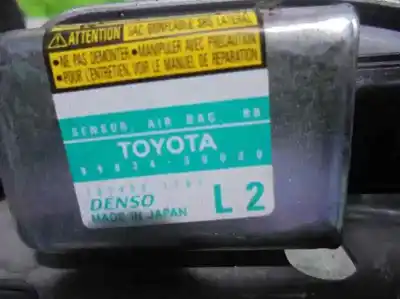 ATTENTION SAC GONFLABLE SRS LATERAL
•NE PAS DEMONTER •MANIPULER AVEC PRECAUTION
•POUR L'ENTRETIEN, VOIR LE MANUEL DE REPARATION
SENSOR, AIR BAG, RR
TOYOTA
DENSO
MADE IN JAPAN
L 2